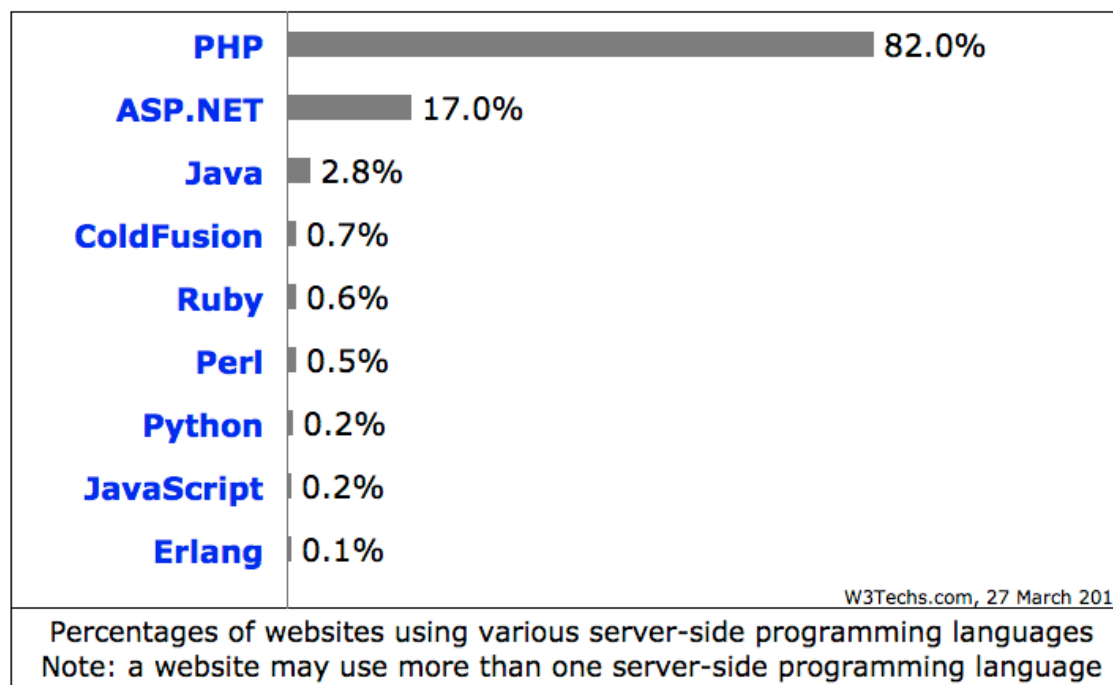 PHP 82.0%
ASP.NET 17.0%
Java 2.8%
ColdFusion 0.7%
Ruby 0.6%
Perl 0.5%
Python 0.2%
JavaScript 0.2%
Erlang 0.1%
W3Techs.com, 27 March 201
Percentages of websites using various server-side programming languages
Note: a website may use more than one server-side programming language